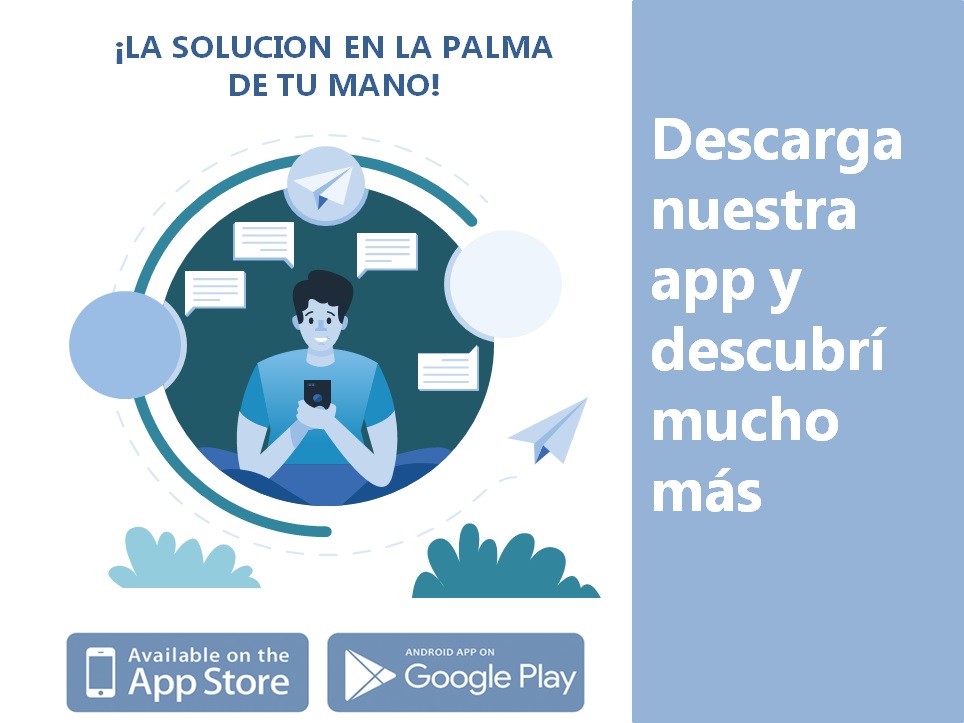 ¡LA SOLUCION EN LA PALMA
DE TU MANO!
Descarga
nuestra
app y
descubrí
mucho
más
Available on the
App Store
ANDROID APP ON
Google Play